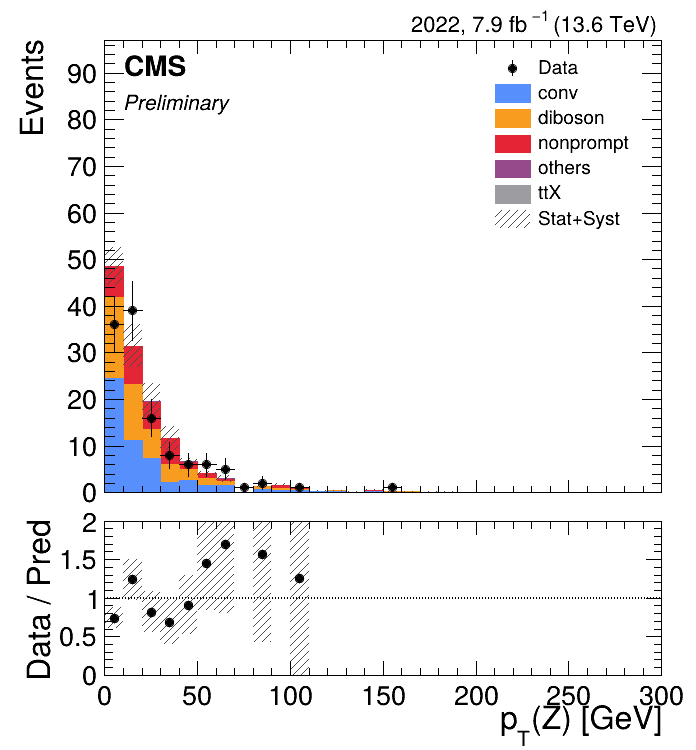 2022, 7.9 fb⁻¹ (13.6 TeV)
Events
CMS
Preliminary
Data
conv
diboson
nonprompt
others
ttX
Stat+Syst
90
80
70
60
50
40
30
20
10
0
Data / Pred
2
1.5
1
0.5
0
0 50 100 150 200 250 300
p_T(Z) [GeV]